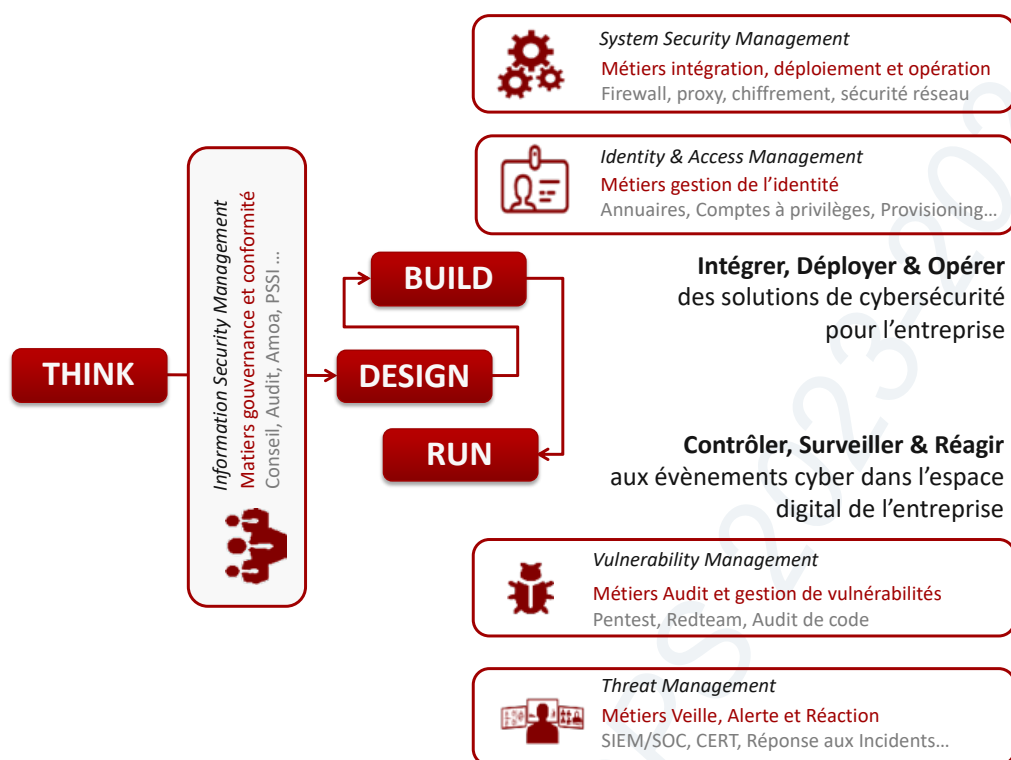 System Security Management
Métiers intégration, déploiement et opération
Firewall, proxy, chiffrement, sécurité réseau
Identity & Access Management
Métiers gestion de l'identité
Annuaires, Comptes à privilèges, Provisioning...
Information Security Management
Matiers gouvernance et conformité
Conseil, Audit, Amoa, PSSI ...
THINK
BUILD
DESIGN
RUN
Intégrer, Déployer & Opérer
des solutions de cybersécurité
pour l'entreprise
Contrôler, Surveiller & Réagir
aux évènements cyber dans l'espace
digital de l'entreprise
Vulnerability Management
Métiers Audit et gestion de vulnérabilités
Pentest, Redteam, Audit de code
Threat Management
Métiers Veille, Alerte et Réaction
SIEM/SOC, CERT, Réponse aux Incidents...